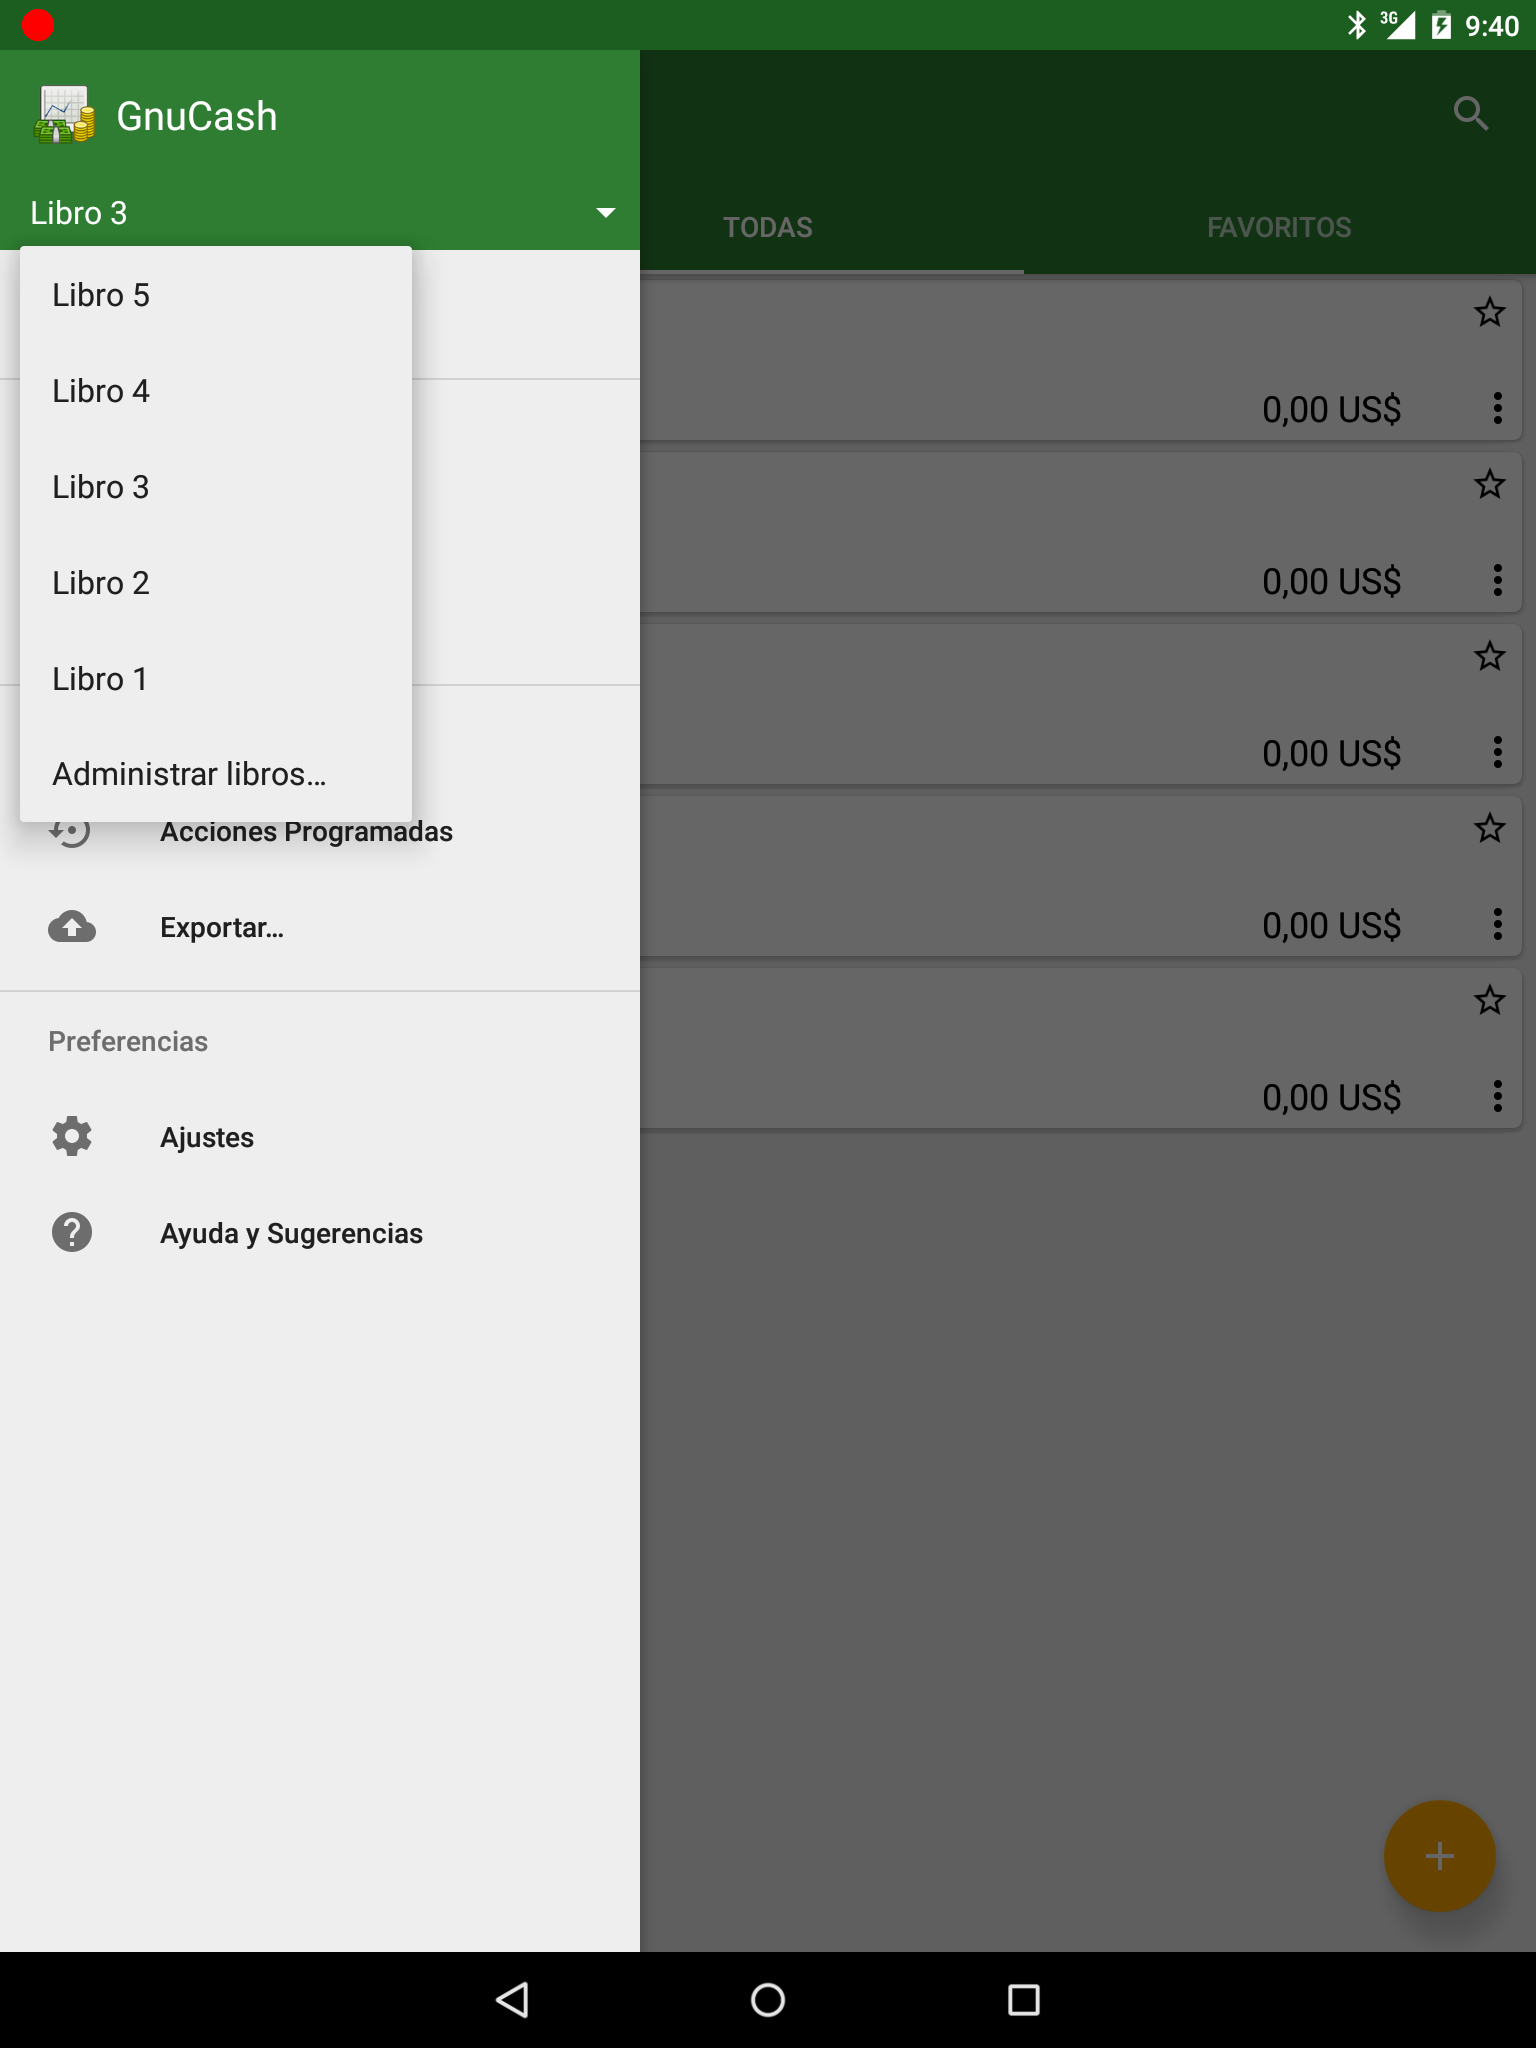 3G 9:40
GnuCash
Libro 3
TODAS
FAVORITOS
Libro 5
Libro 4
Libro 3
Libro 2
Libro 1
Administrar libros...
Acciones Programadas
Exportar...
Preferencias
Ajustes
Ayuda y Sugerencias
0,00 US$
0,00 US$
0,00 US$
0,00 US$
0,00 US$